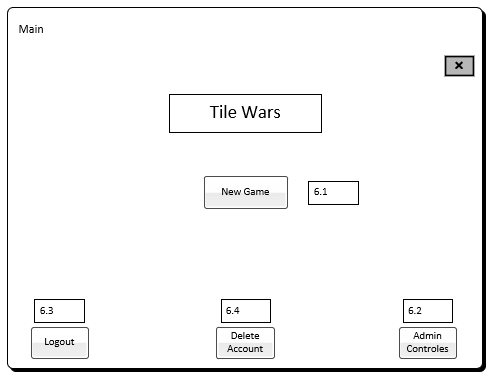 Main
×
Tile Wars
New Game
6.1
6.3
6.4
6.2
Logout
Delete
Account
Admin
Controles